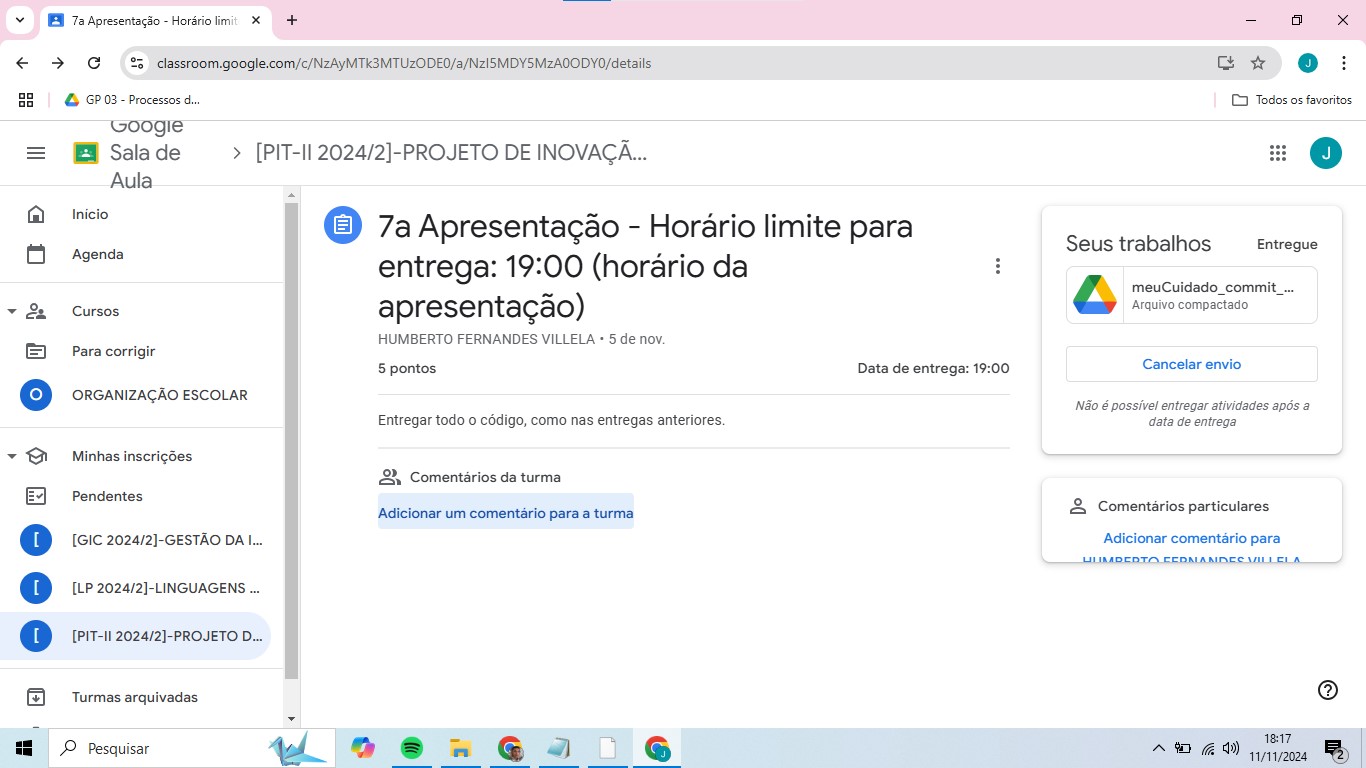 7a Apresentação - Horário limit
classroom.google.com/c/NzAyMTk3MTUzODE0/a/NzI5MDY5MzA0ODY0/details
J
GP 03 - Processos d...
Todos os favoritos
Google
Sala de
Aula
[PIT-II 2024/2]-PROJETO DE INOVAÇÃ...
J
Início
Agenda
Cursos
Para corrigir
O
ORGANIZAÇÃO ESCOLAR
Minhas inscrições
Pendentes
[
[GIC 2024/2]-GESTÃO DA I...
[
[LP 2024/2]-LINGUAGENS ...
[
[PIT-II 2024/2]-PROJETO D...
Turmas arquivadas
7a Apresentação - Horário limite para
entrega: 19:00 (horário da
apresentação)
HUMBERTO FERNANDES VILLELA • 5 de nov.
5 pontos
Data de entrega: 19:00
Entregar todo o código, como nas entregas anteriores.
Comentários da turma
Adicionar um comentário para a turma
Seus trabalhos
Entregue
meuCuidado_commit_...
Arquivo compactado
Cancelar envio
Não é possível entregar atividades após a
data de entrega
Comentários particulares
Adicionar comentário para
HUMBERTO FERNANDES VILLELA
Pesquisar
J
18:17
11/11/2024
2